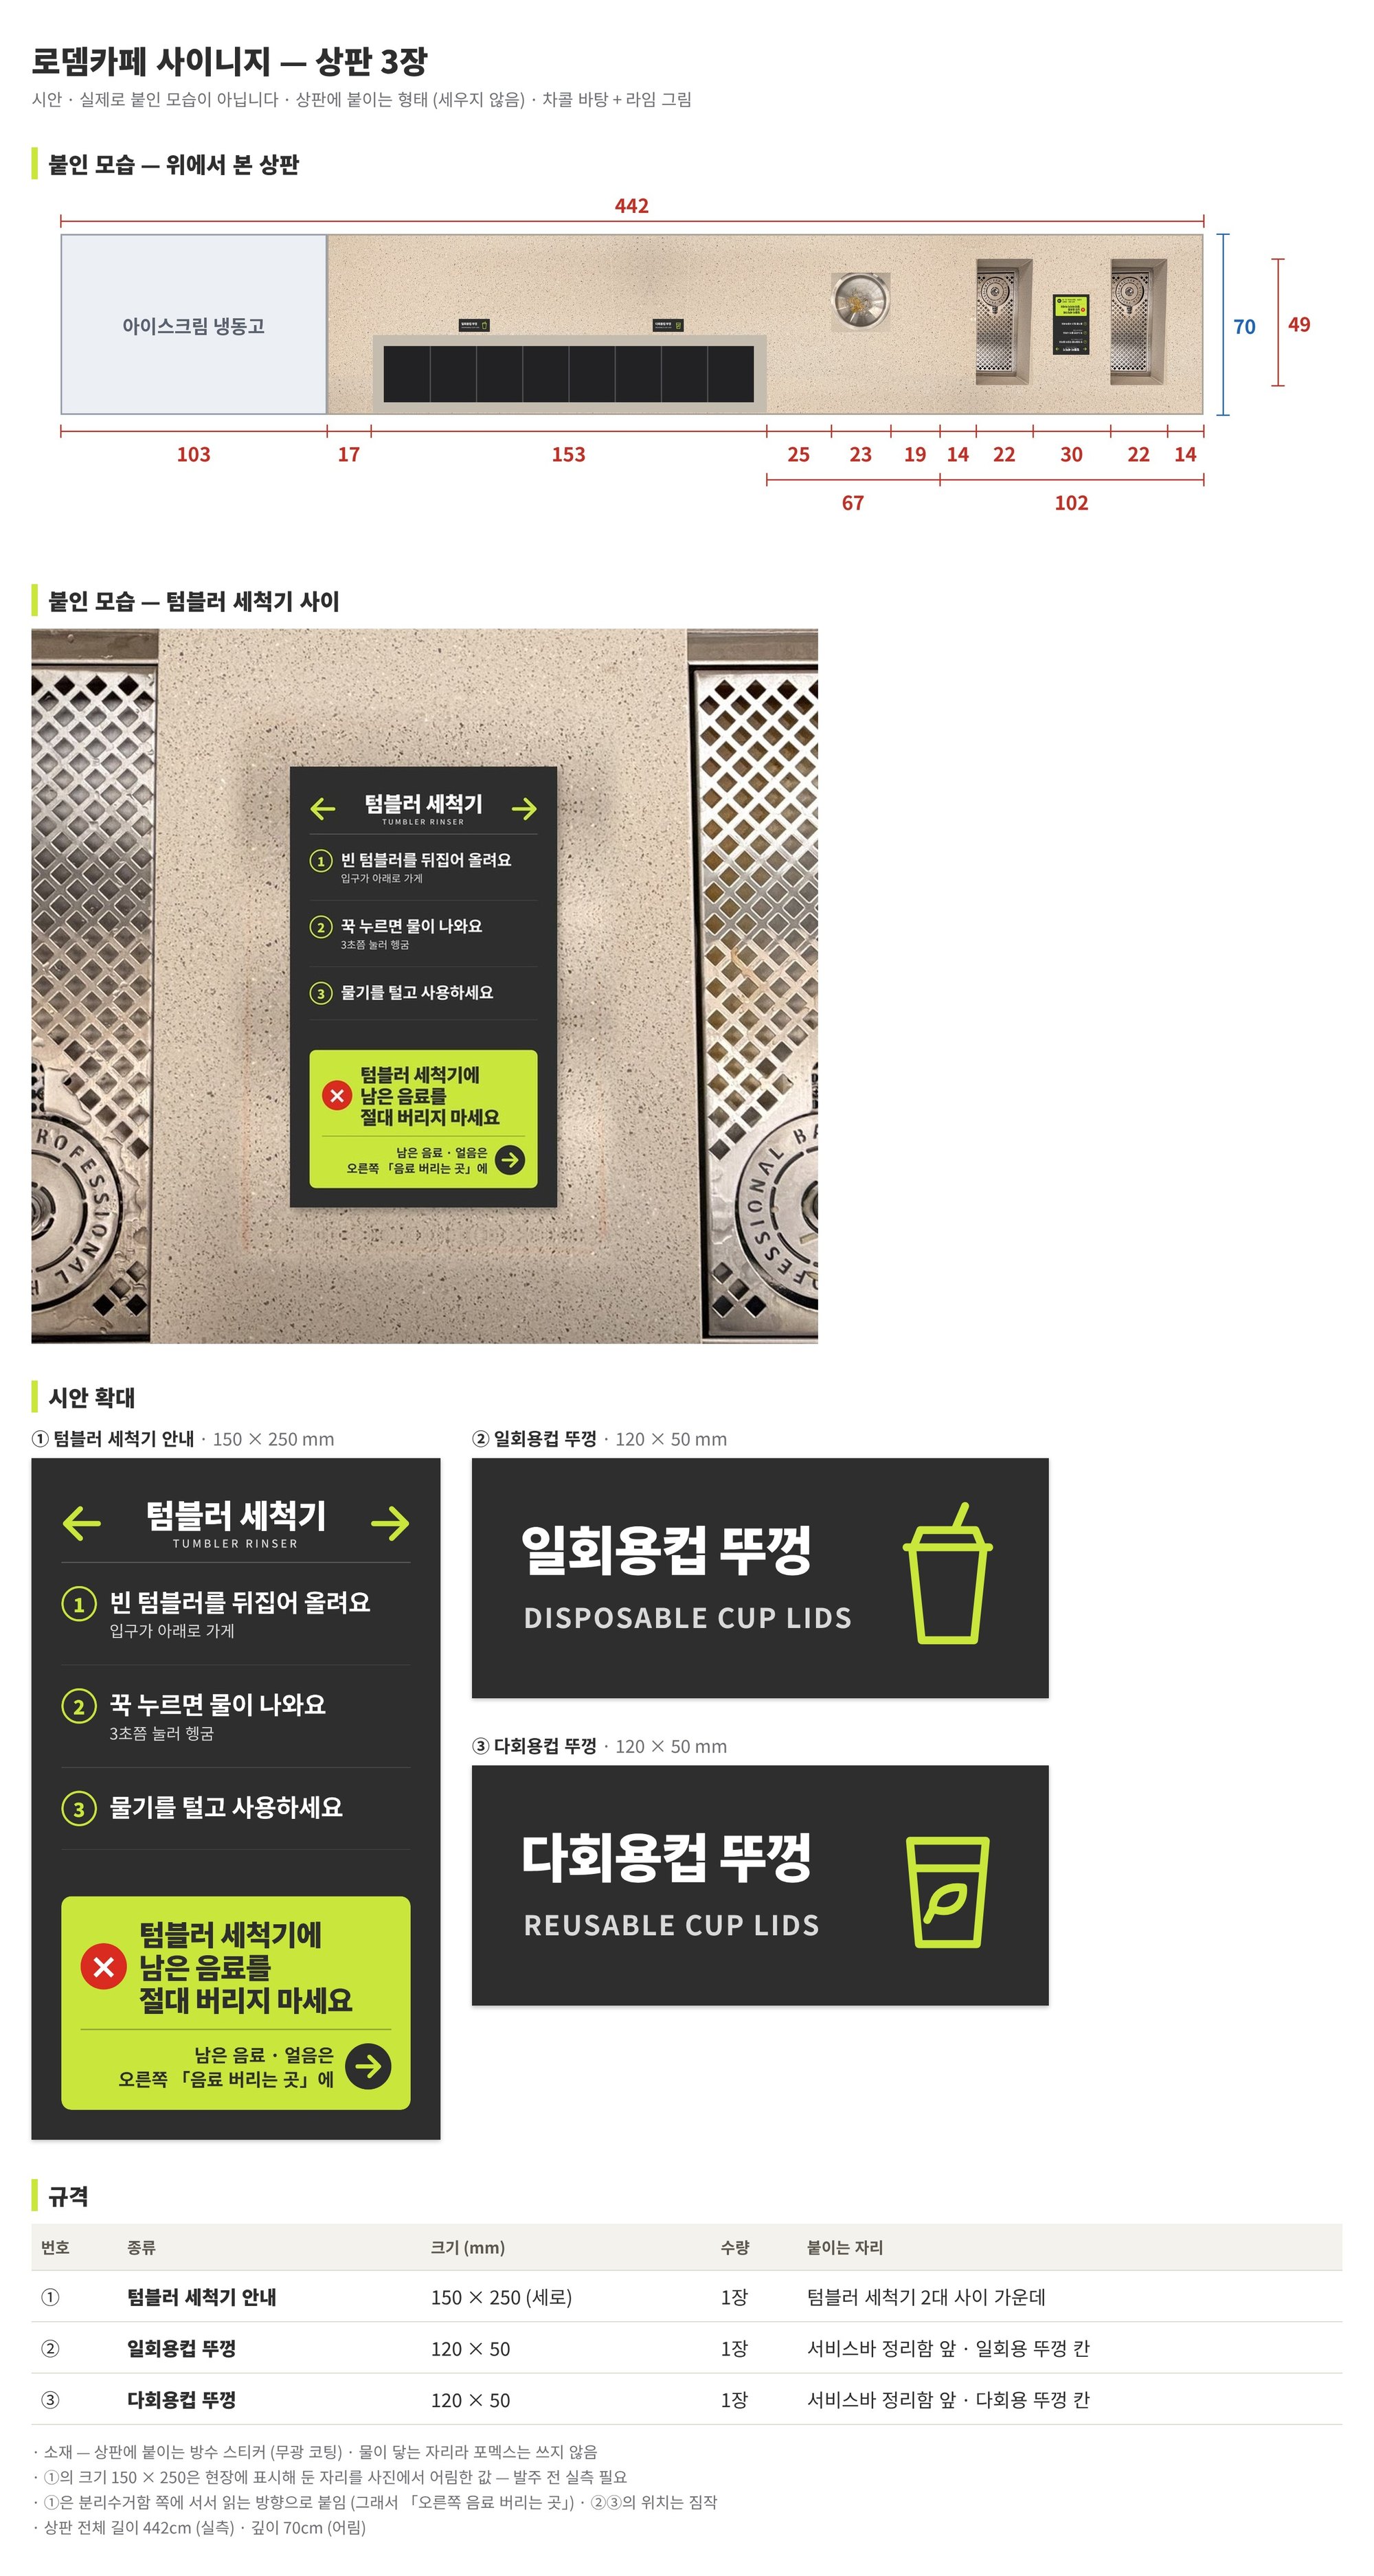 로뎀카페 사이니지 — 상판 3장
시안 · 실제로 붙인 모습이 아닙니다 · 상판에 붙이는 형태 (세우지 않음) · 차콜 바탕 + 라임 그림
붙인 모습 — 위에서 본 상판
442
아이스크림 냉동고
70
49
103
17
153
25
23
19
14
22
30
22
14
67
102
붙인 모습 — 텀블러 세척기 사이
← 텀블러 세척기 →
TUMBLER RINSER
1 빈 텀블러를 뒤집어 올려요
입구가 아래로 가게
2 꾹 누르면 물이 나와요
3초쯤 눌러 헹굼
3 물기를 털고 사용하세요
텀블러 세척기에
남은 음료를
절대 버리지 마세요
남은 음료 · 얼음은
오른쪽 「음료 버리는 곳」에
시안 확대
① 텀블러 세척기 안내 · 150 × 250 mm
← 텀블러 세척기 →
TUMBLER RINSER
1 빈 텀블러를 뒤집어 올려요
입구가 아래로 가게
2 꾹 누르면 물이 나와요
3초쯤 눌러 헹굼
3 물기를 털고 사용하세요
텀블러 세척기에
남은 음료를
절대 버리지 마세요
남은 음료 · 얼음은
오른쪽 「음료 버리는 곳」에
② 일회용컵 뚜껑 · 120 × 50 mm
일회용컵 뚜껑
DISPOSABLE CUP LIDS
③ 다회용컵 뚜껑 · 120 × 50 mm
다회용컵 뚜껑
REUSABLE CUP LIDS
규격
번호 종류 크기 (mm) 수량 붙이는 자리
① 텀블러 세척기 안내 150 × 250 (세로) 1장 텀블러 세척기 2대 사이 가운데
② 일회용컵 뚜껑 120 × 50 1장 서비스바 정리함 앞 · 일회용 뚜껑 칸
③ 다회용컵 뚜껑 120 × 50 1장 서비스바 정리함 앞 · 다회용 뚜껑 칸
· 소재 — 상판에 붙이는 방수 스티커 (무광 코팅) · 물이 닿는 자리라 포멕스는 쓰지 않음
· ①의 크기 150 × 250은 현장에 표시해 둔 자리를 사진에서 어림한 값 — 발주 전 실측 필요
· ①은 분리수거함 쪽에 서서 읽는 방향으로 붙임 (그래서 「오른쪽 음료 버리는 곳」) · ②③의 위치는 짐작
· 상판 전체 길이 442cm (실측) · 깊이 70cm (어림)